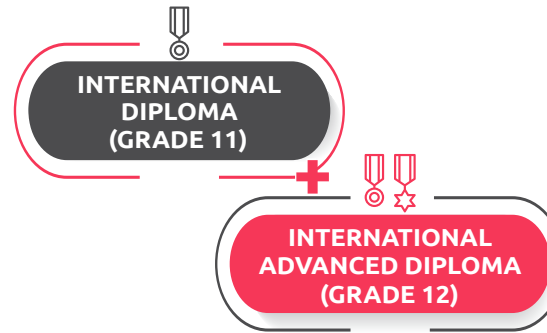 INTERNATIONAL
DIPLOMA
(GRADE 11)
INTERNATIONAL
ADVANCED DIPLOMA
(GRADE 12)